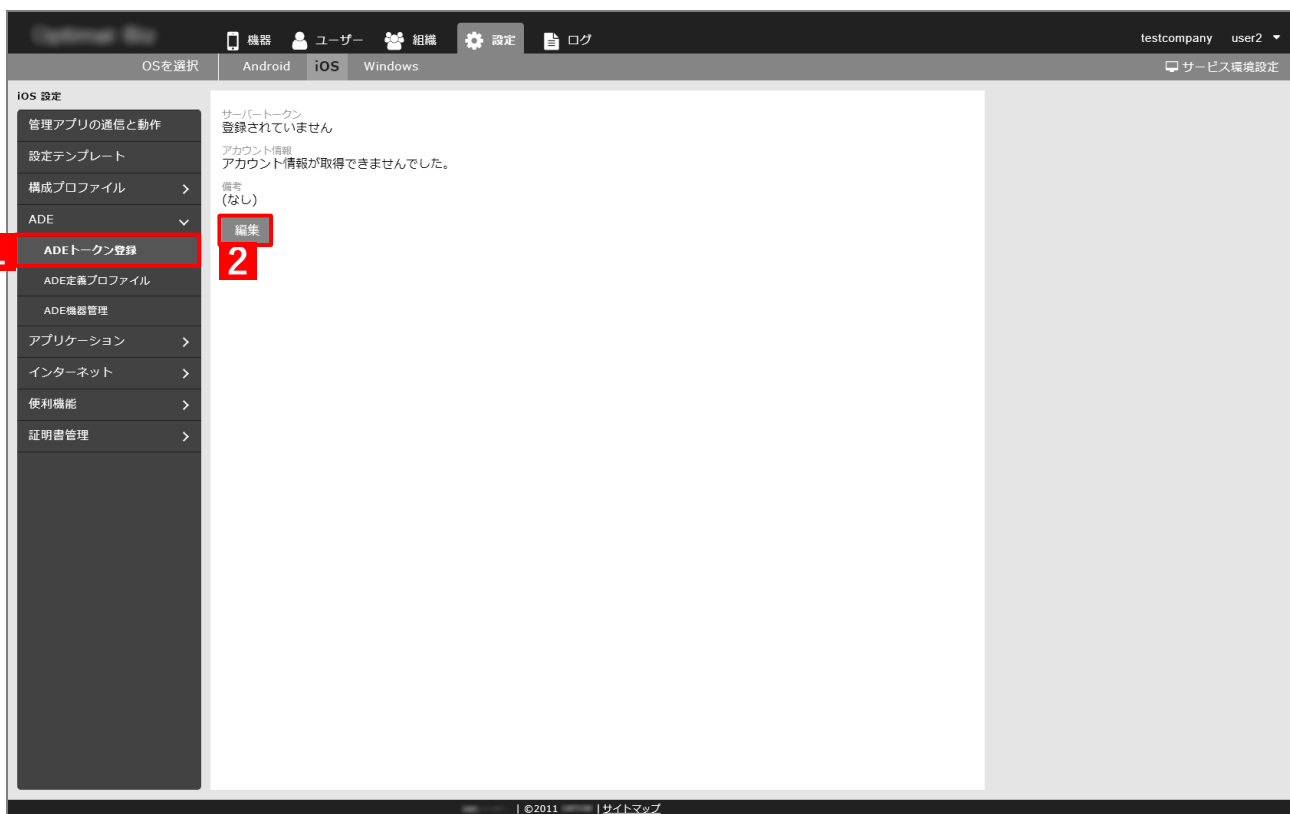 機器 ユーザー 組織 設定 ログ testcompany user2
OSを選択 Android iOS Windows サービス環境設定
iOS 設定
管理アプリの通信と動作
設定テンプレート
構成プロファイル
ADE
ADEトークン登録
ADE定義プロファイル
ADE機器管理
アプリケーション
インターネット
便利機能
証明書管理
サーバートークン
登録されていません
アカウント情報
アカウント情報が取得できませんでした。
備考
(なし)
編集
2
| ©2011 | サイトマップ